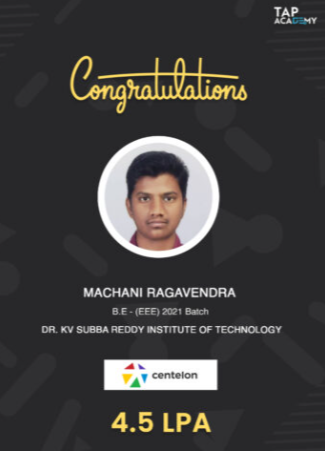 TAP
ACADEMY
Congratulations
MACHANI RAGAVENDRA
B.E - (EEE) 2021 Batch
DR. KV SUBBA REDDY INSTITUTE OF TECHNOLOGY
centelon
4.5 LPA